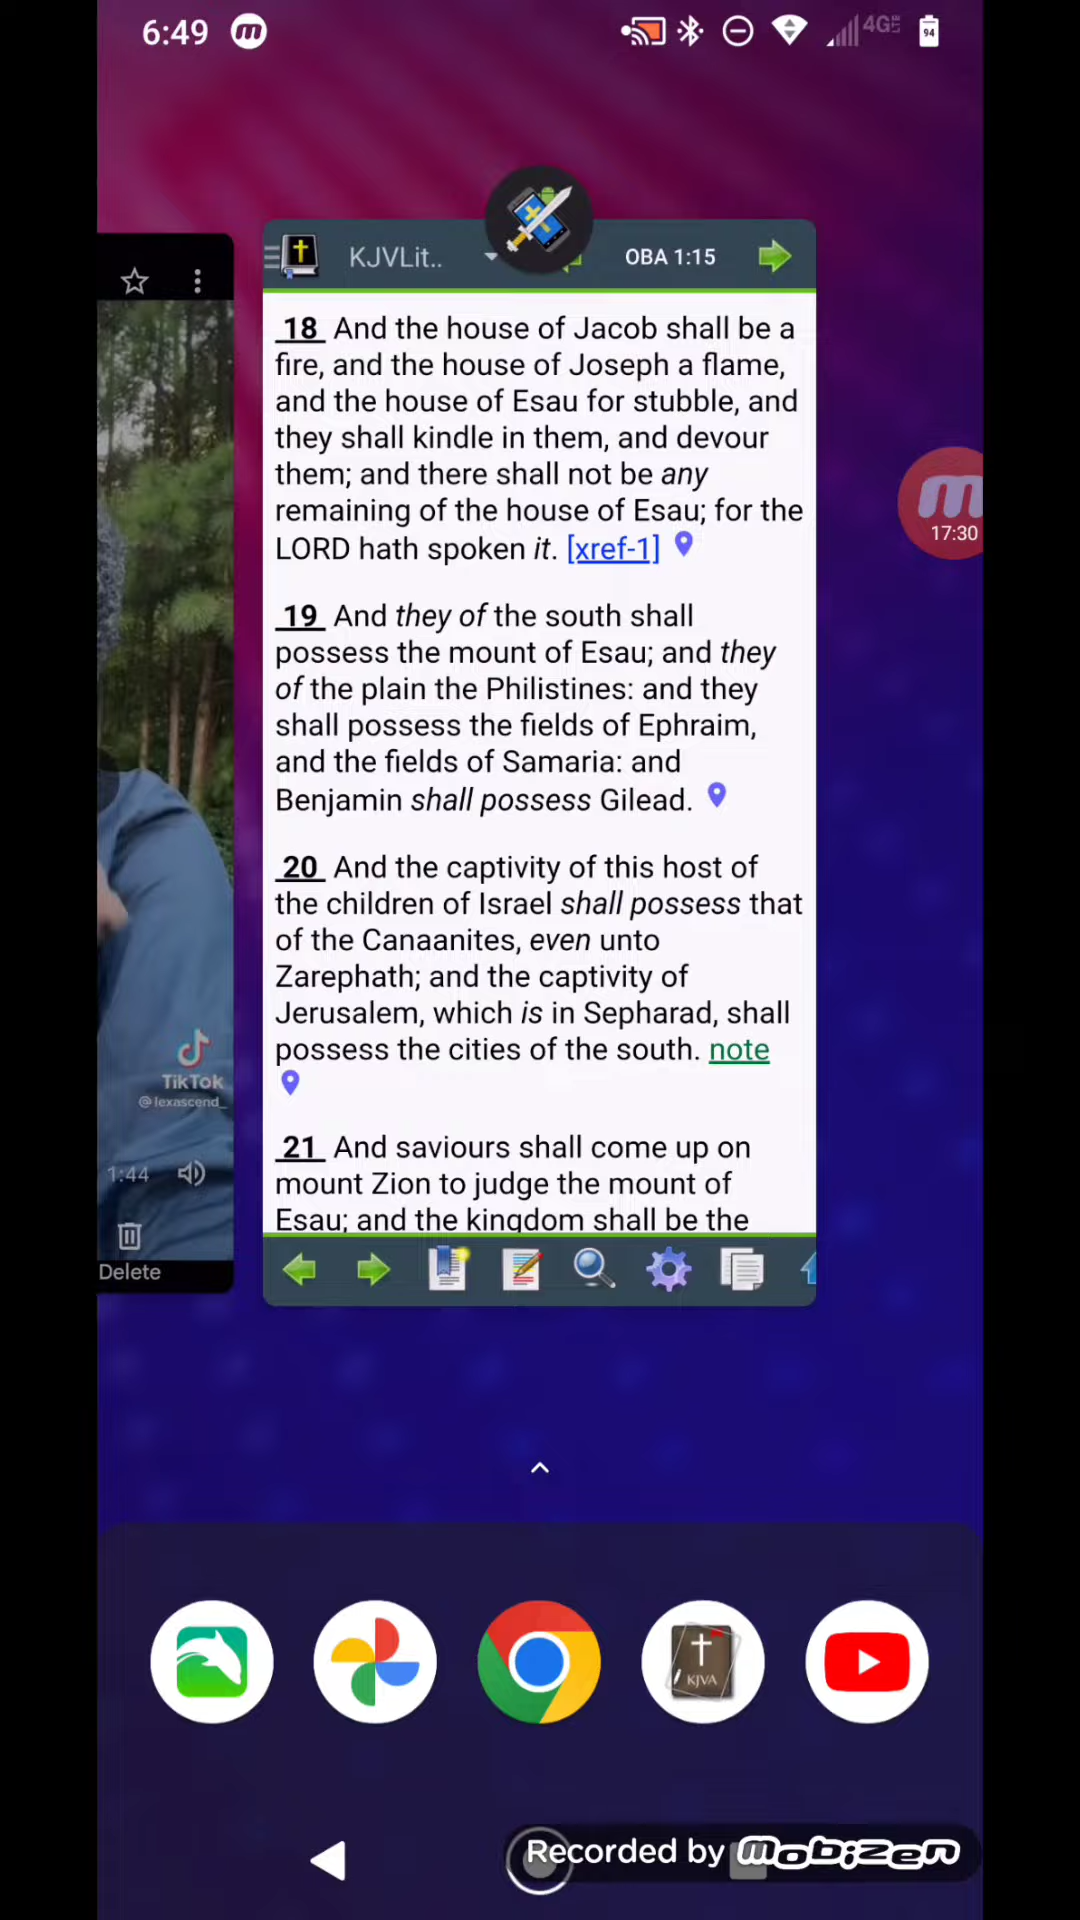 6:49
4GE
LTE
94
KJVLit..
OBA 1:15
18 And the house of Jacob shall be a
fire, and the house of Joseph a flame,
and the house of Esau for stubble, and
they shall kindle in them, and devour
them; and there shall not be any
remaining of the house of Esau; for the
LORD hath spoken it. [xref-1]
19 And they of the south shall
possess the mount of Esau; and they
of the plain the Philistines: and they
shall possess the fields of Ephraim,
and the fields of Samaria: and
Benjamin shall possess Gilead.
20 And the captivity of this host of
the children of Israel shall possess that
of the Canaanites, even unto
Zarephath; and the captivity of
Jerusalem, which is in Sepharad, shall
possess the cities of the south. note
21 And saviours shall come up on
mount Zion to judge the mount of
Esau; and the kingdom shall be the
17:30
TikTok
@lexascend_
1:44
Delete
KJVA
Recorded by mobizen